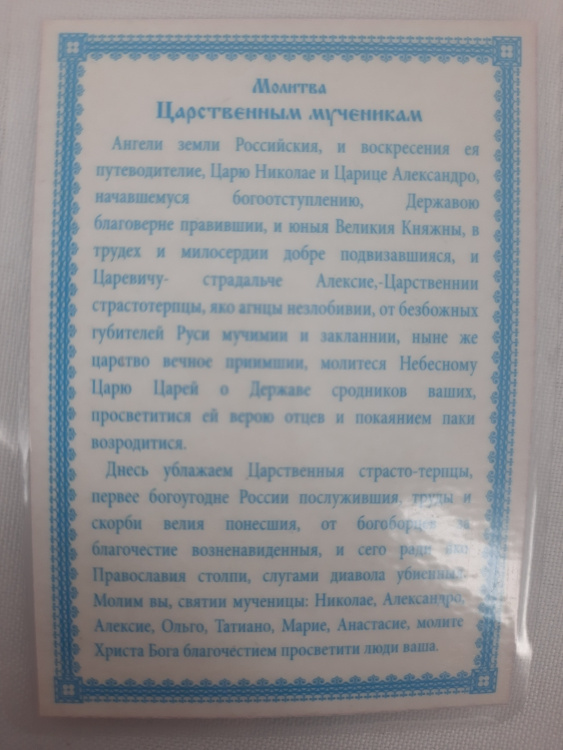 Молитва
Царственным мученикам
Ангели земли Российския, и воскресения ея
путеводителие, Царю Николае и Царице Александро,
начавшемуся богоотступлению, Державою
благоверне правившии, и юныя Великия Княжны, в
трудех и милосердии добре подвизавшияся, и
Царевичу- страдальче Алексие,-Царственнии
страстотерпцы, яко агнцы незлобивии, от безбожных
губителей Руси мучимии и закланнии, ныне же
царство вечное приимшии, молитеся Небесному
Царю Царей о Державе сродников ваших,
просветитися ей верою отцев и покаянием паки
возродитися.
Днесь ублажаем Царственныя страсто-терпцы,
первее богоугодне России послужившия, труды и
скорби велия понесшия, от богоборцев за
благочестие возненавиденныя, и сего ради яко
Православия столпи, слугами диавола убиенныя.
Молим вы, святии мученицы: Николае, Александро,
Алексие, Ольго, Татиано, Марие, Анастасие, молите
Христа Бога благочестием просветити люди ваша.